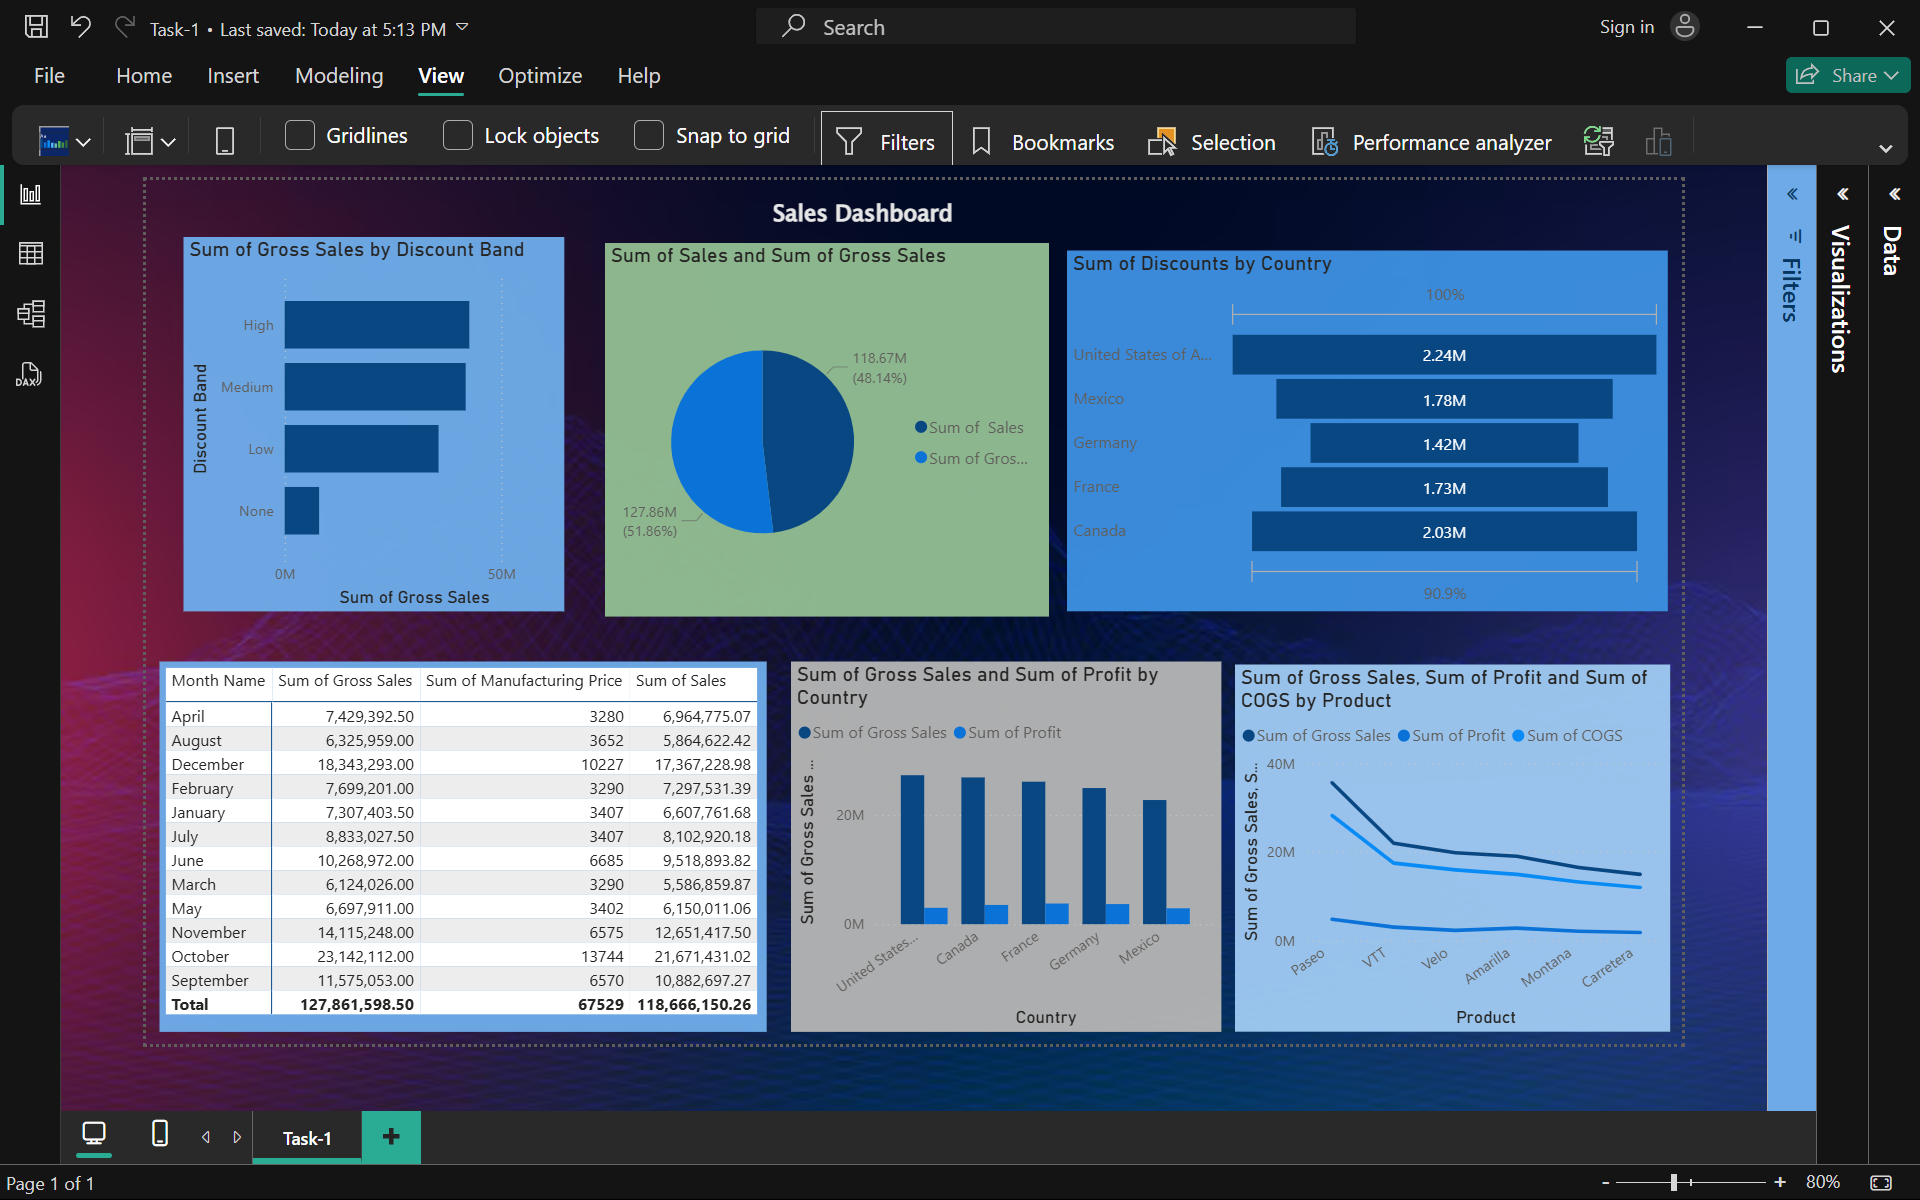 Task-1 • Last saved: Today at 5:13 PM
Search
Sign in
File Home Insert Modeling View Optimize Help
Share
Gridlines Lock objects Snap to grid Filters Bookmarks Selection Performance analyzer
DAX
Sales Dashboard
Sum of Gross Sales by Discount Band
Discount Band
High
Medium
Low
None
0M 50M
Sum of Gross Sales
Sum of Sales and Sum of Gross Sales
118.67M
(48.14%)
127.86M
(51.86%)
Sum of Sales
Sum of Gros...
Sum of Discounts by Country
100%
United States of A... 2.24M
Mexico 1.78M
Germany 1.42M
France 1.73M
Canada 2.03M
90.9%
Filters
Visualizations
Data
Month Name Sum of Gross Sales Sum of Manufacturing Price Sum of Sales
April 7,429,392.50 3280 6,964,775.07
August 6,325,959.00 3652 5,864,622.42
December 18,343,293.00 10227 17,367,228.98
February 7,699,201.00 3290 7,297,531.39
January 7,307,403.50 3407 6,607,761.68
July 8,833,027.50 3407 8,102,920.18
June 10,268,972.00 6685 9,518,893.82
March 6,124,026.00 3290 5,586,859.87
May 6,697,911.00 3402 6,150,011.06
November 14,115,248.00 6575 12,651,417.50
October 23,142,112.00 13744 21,671,431.02
September 11,575,053.00 6570 10,882,697.27
Total 127,861,598.50 67529 118,666,150.26
Sum of Gross Sales and Sum of Profit by
Country
Sum of Gross Sales Sum of Profit
Sum of Gross Sales ...
20M
0M
United States... Canada France Germany Mexico
Country
Sum of Gross Sales, Sum of Profit and Sum of
COGS by Product
Sum of Gross Sales Sum of Profit Sum of COGS
Sum of Gross Sales, S...
40M
20M
0M
Paseo VTT Velo Amarilla Montana Carretera
Product
Task-1
Page 1 of 1
- + 80%